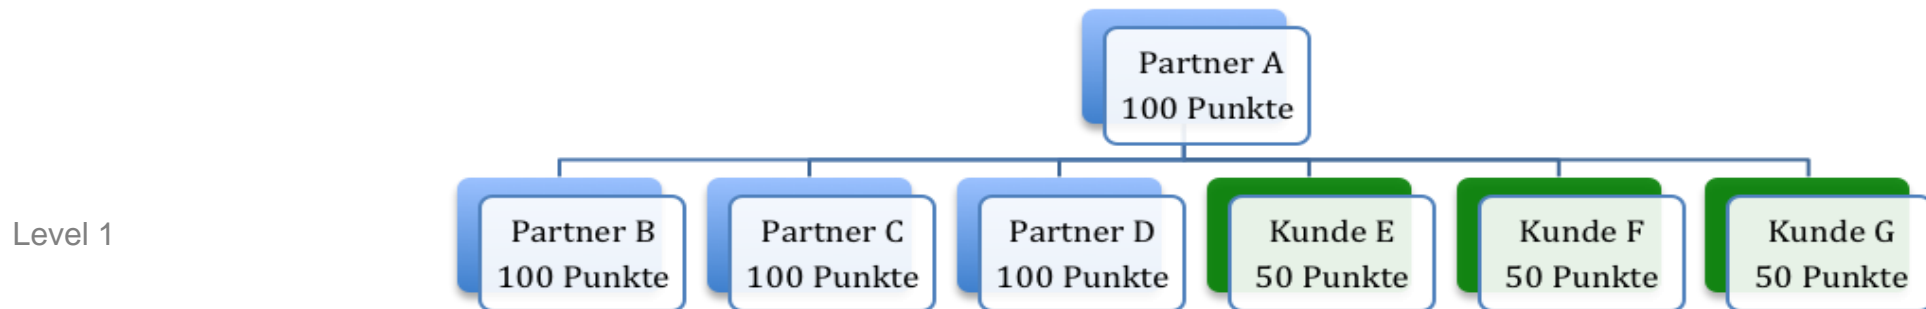 Partner A
100 Punkte
Level 1
Partner B
100 Punkte
Partner C
100 Punkte
Partner D
100 Punkte
Kunde E
50 Punkte
Kunde F
50 Punkte
Kunde G
50 Punkte